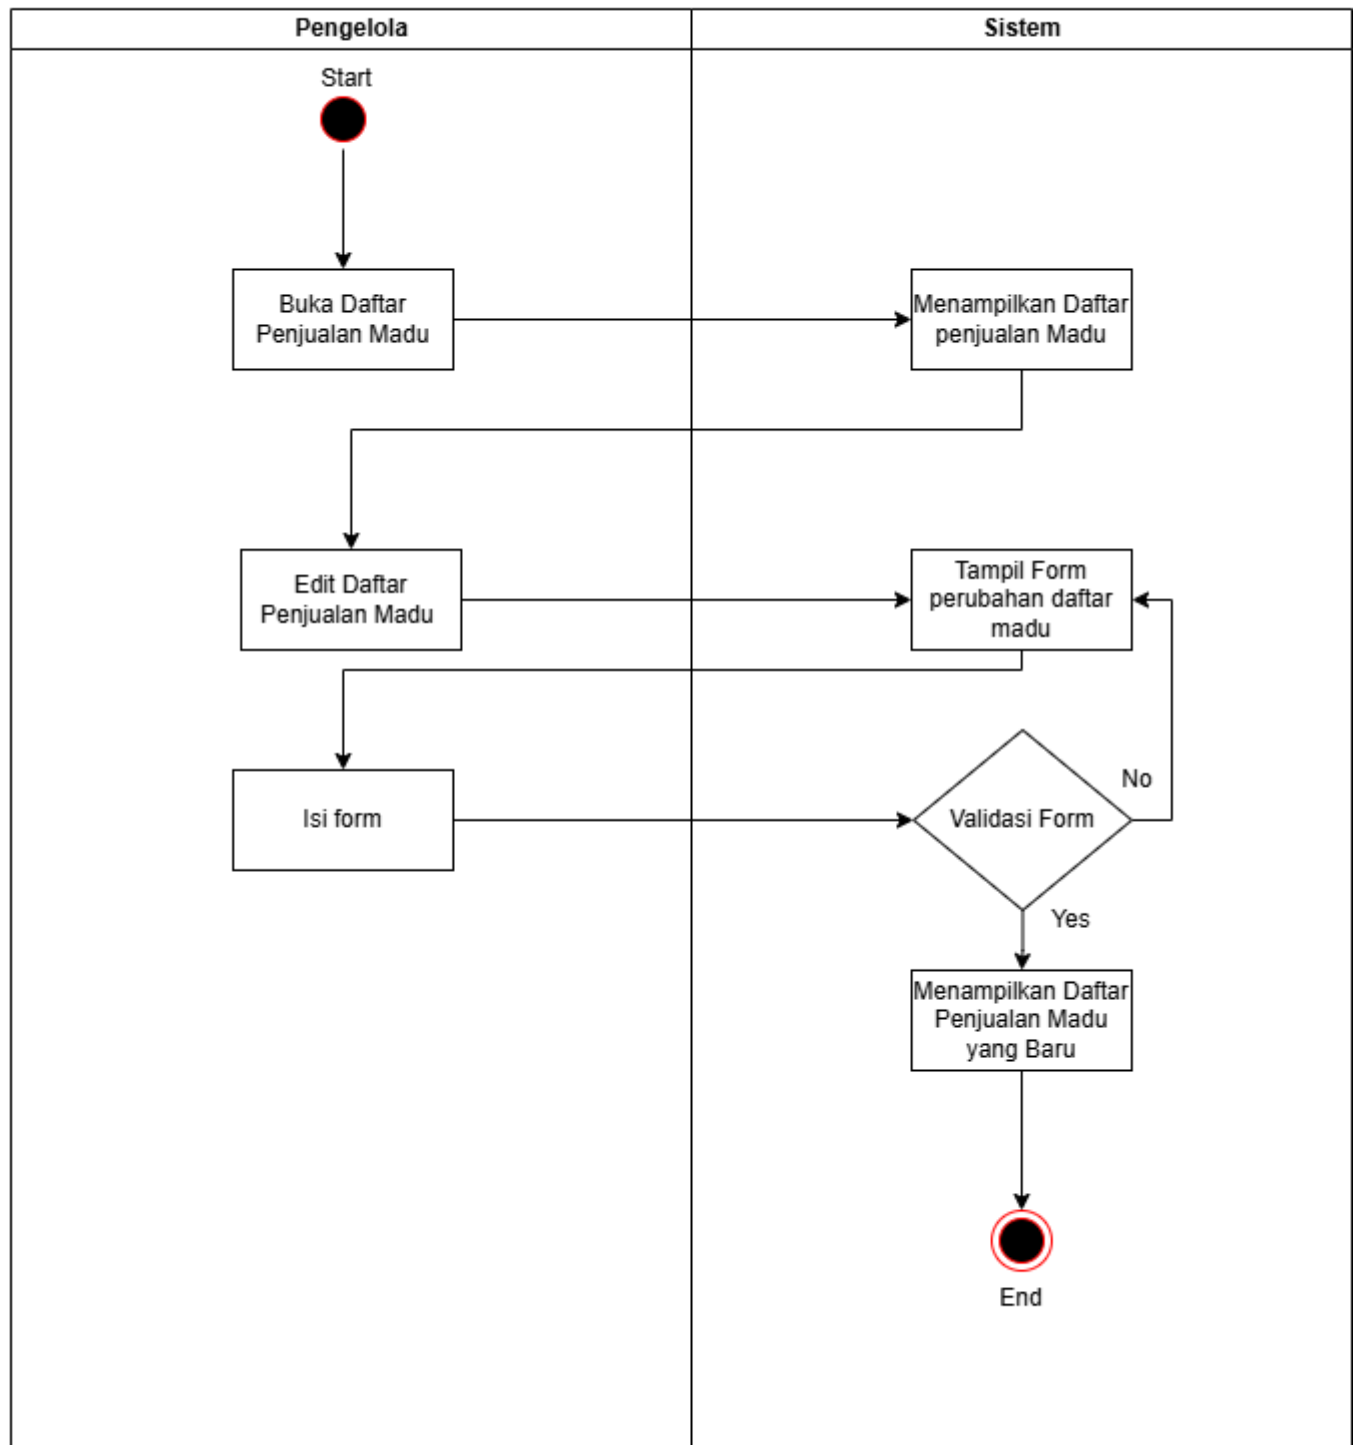 Pengelola
Sistem
Start
Buka Daftar
Penjualan Madu
Menampilkan Daftar
penjualan Madu
Edit Daftar
Penjualan Madu
Tampil Form
perubahan daftar
madu
Isi form
Validasi Form
No
Yes
Menampilkan Daftar
Penjualan Madu
yang Baru
End